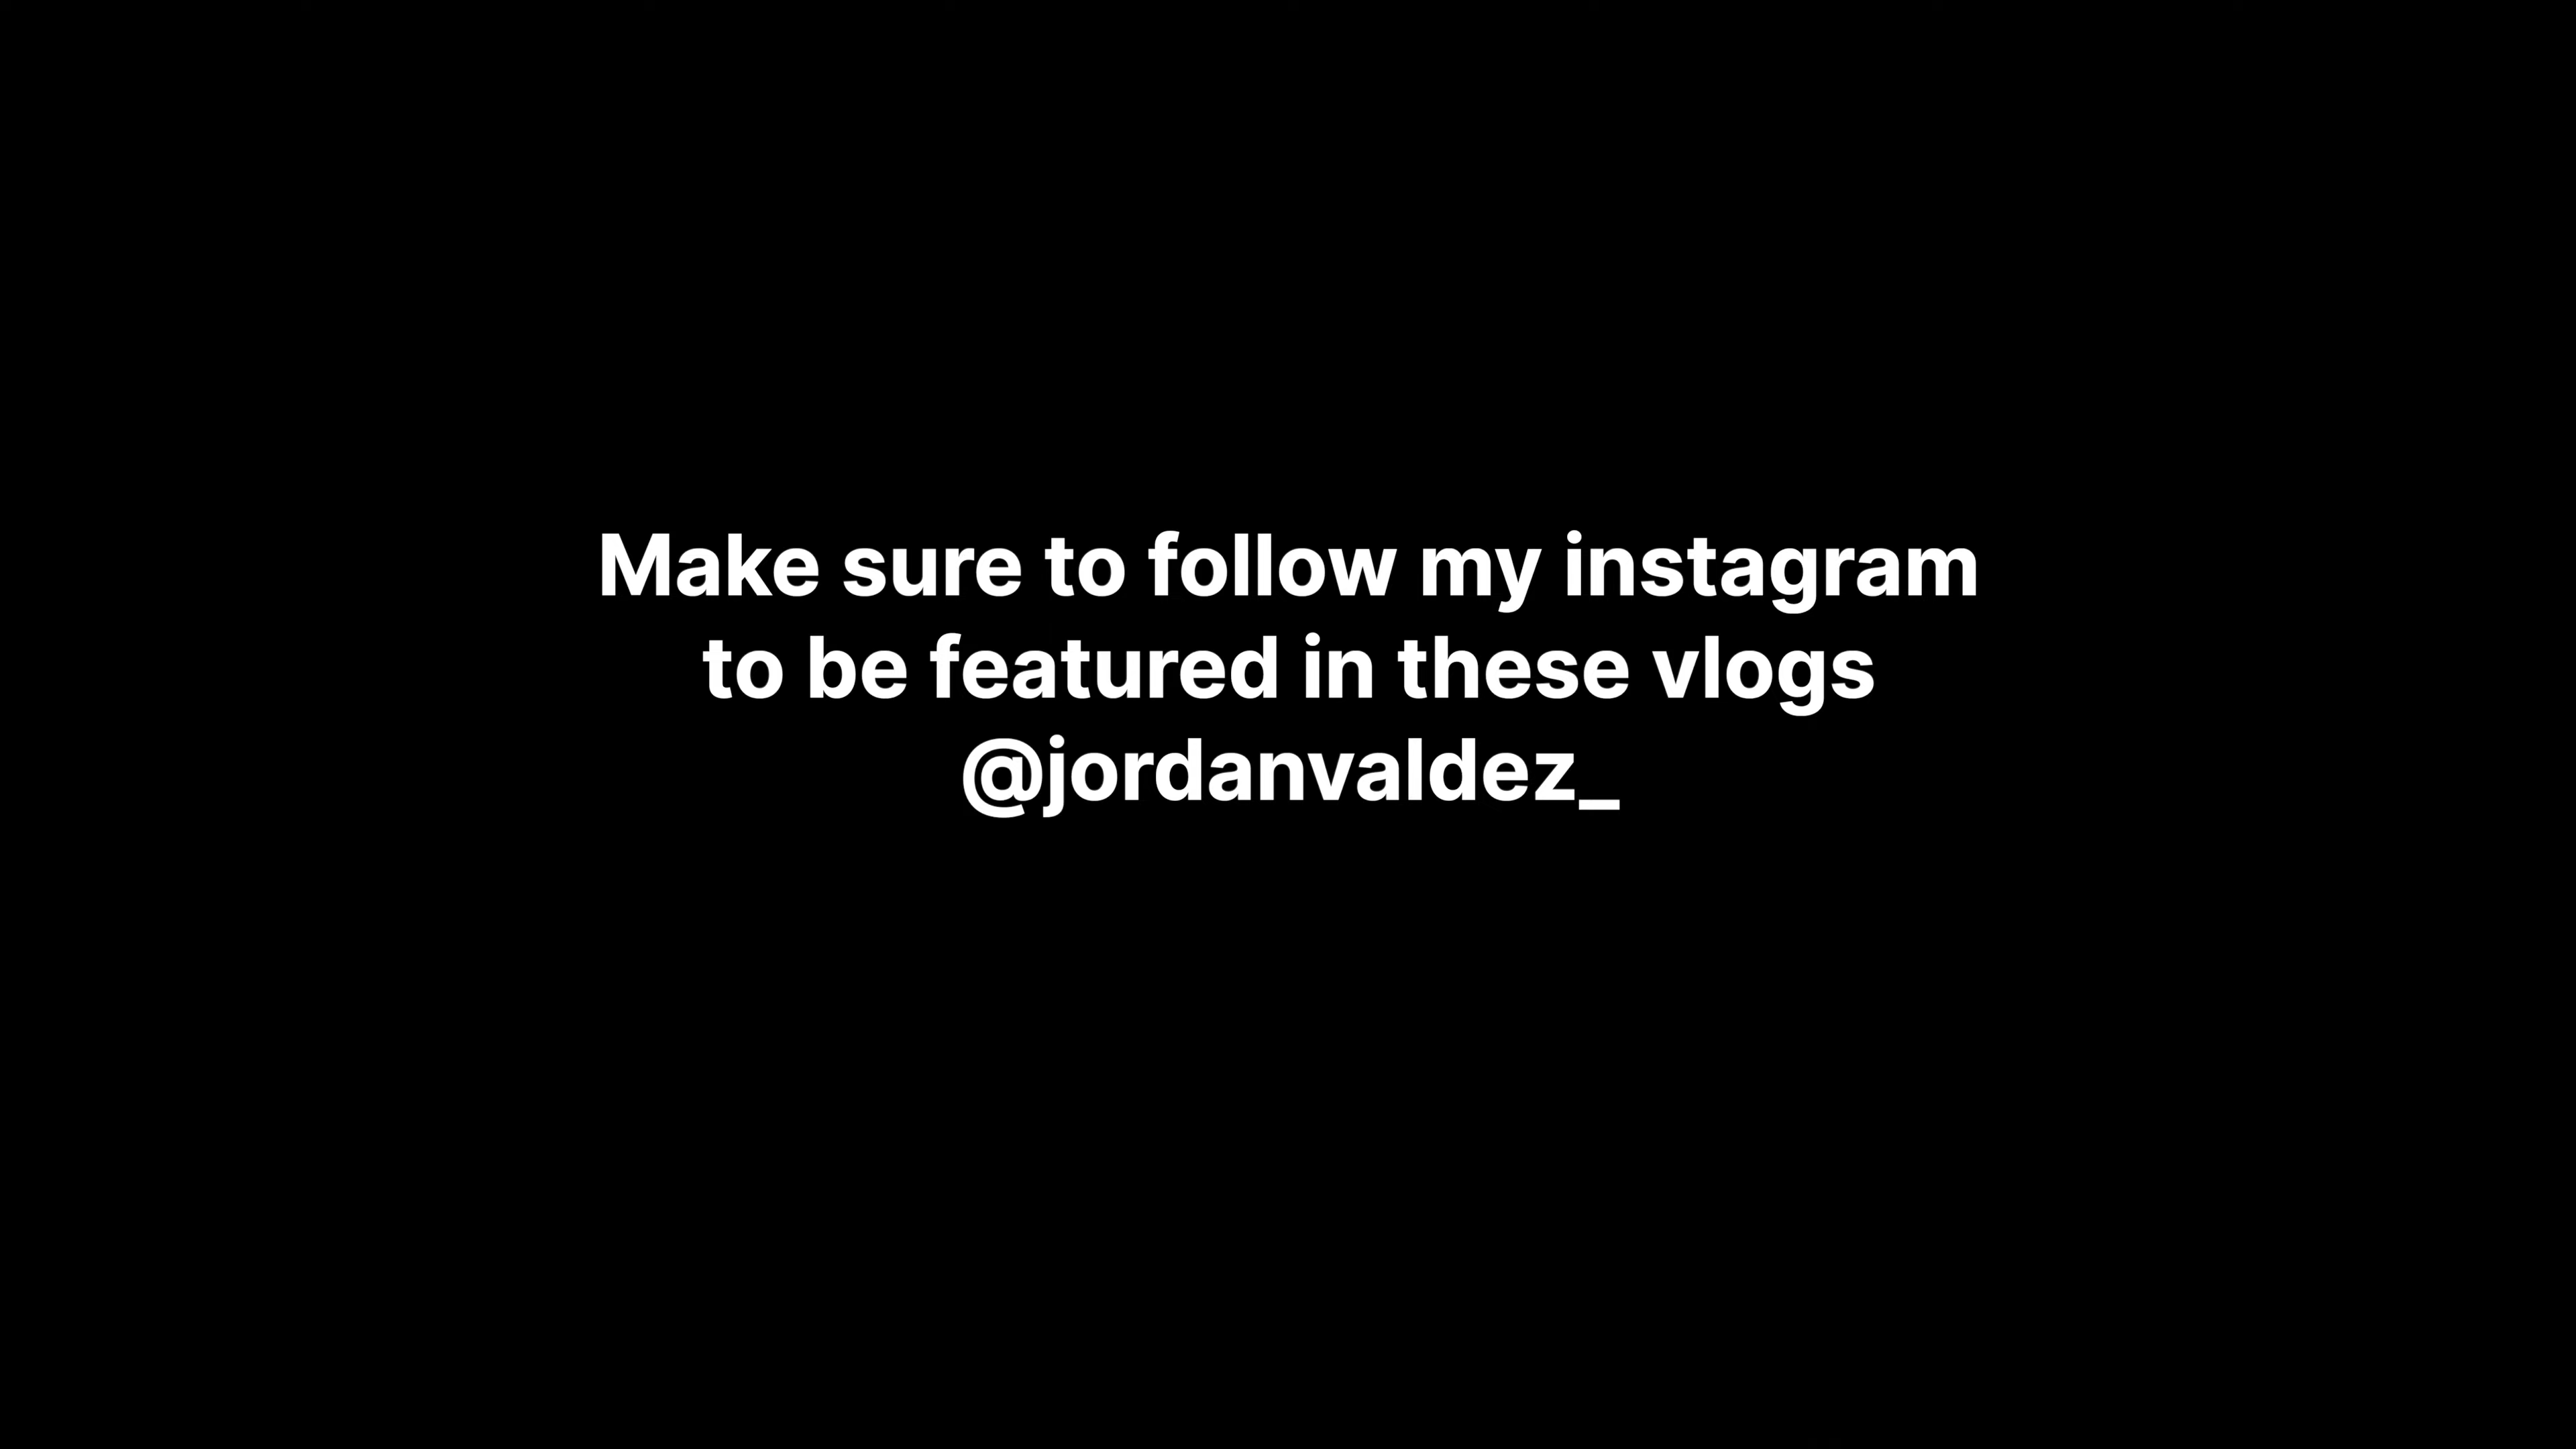 Make sure to follow my instagram
to be featured in these vlogs
@jordanvaldez_